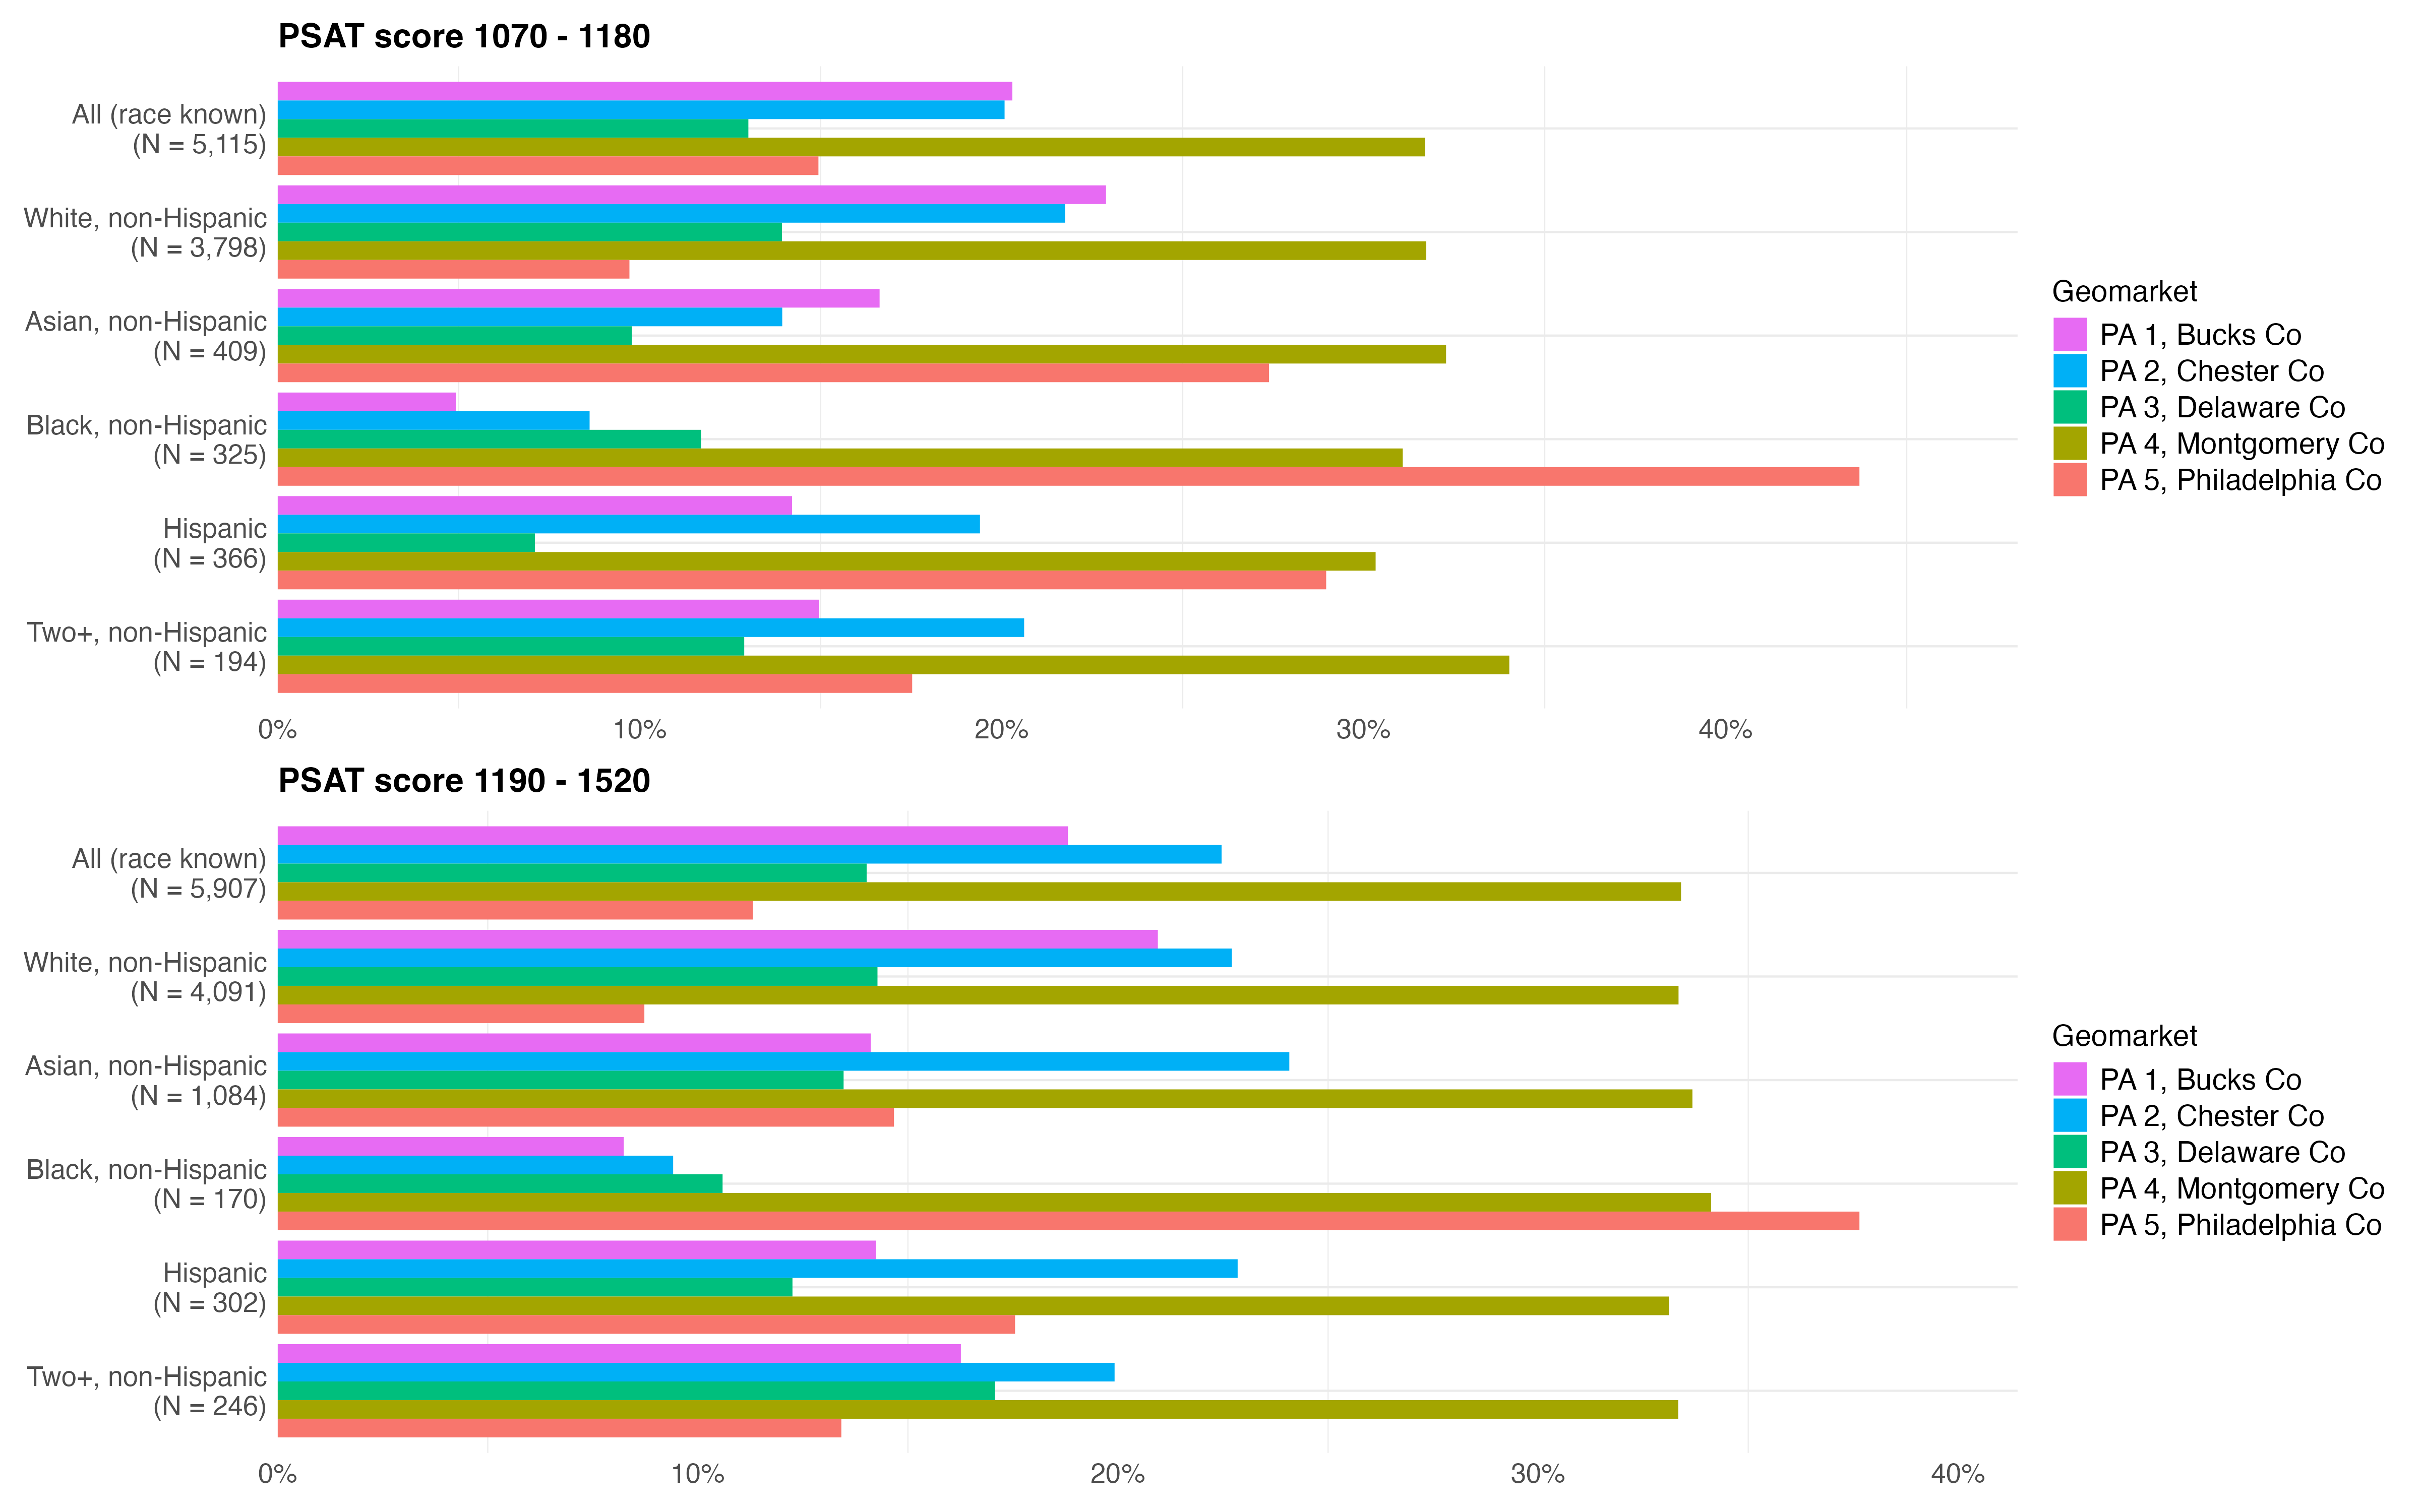 PSAT score 1070 - 1180
All (race known)
(N = 5,115)
White, non-Hispanic
(N = 3,798)
Asian, non-Hispanic
(N = 409)
Black, non-Hispanic
(N = 325)
Hispanic
(N = 366)
Two+, non-Hispanic
(N = 194)
0% 10% 20% 30% 40%
Geomarket
PA 1, Bucks Co
PA 2, Chester Co
PA 3, Delaware Co
PA 4, Montgomery Co
PA 5, Philadelphia Co
PSAT score 1190 - 1520
All (race known)
(N = 5,907)
White, non-Hispanic
(N = 4,091)
Asian, non-Hispanic
(N = 1,084)
Black, non-Hispanic
(N = 170)
Hispanic
(N = 302)
Two+, non-Hispanic
(N = 246)
0% 10% 20% 30% 40%
Geomarket
PA 1, Bucks Co
PA 2, Chester Co
PA 3, Delaware Co
PA 4, Montgomery Co
PA 5, Philadelphia Co